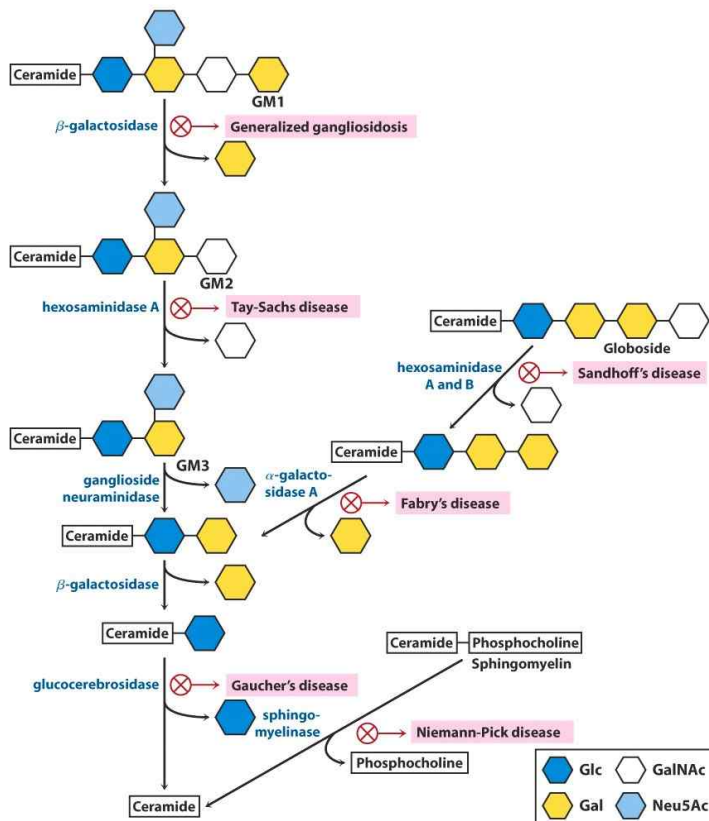 Ceramide
GM1
β-galactosidase
Generalized gangliosidosis
Ceramide
GM2
hexosaminidase A
Tay-Sachs disease
Ceramide
Globoside
hexosaminidase
A and B
Sandhoff’s disease
Ceramide
GM3
Ceramide
ganglioside
neuraminidase
α-galacto-
sidase A
Fabry’s disease
Ceramide
β-galactosidase
Ceramide
Ceramide
Phosphocholine
Sphingomyelin
glucocerebrosidase
Gaucher’s disease
sphingo-
myelinase
Niemann-Pick disease
Phosphocholine
Ceramide
Glc
GalNAc
Gal
Neu5Ac